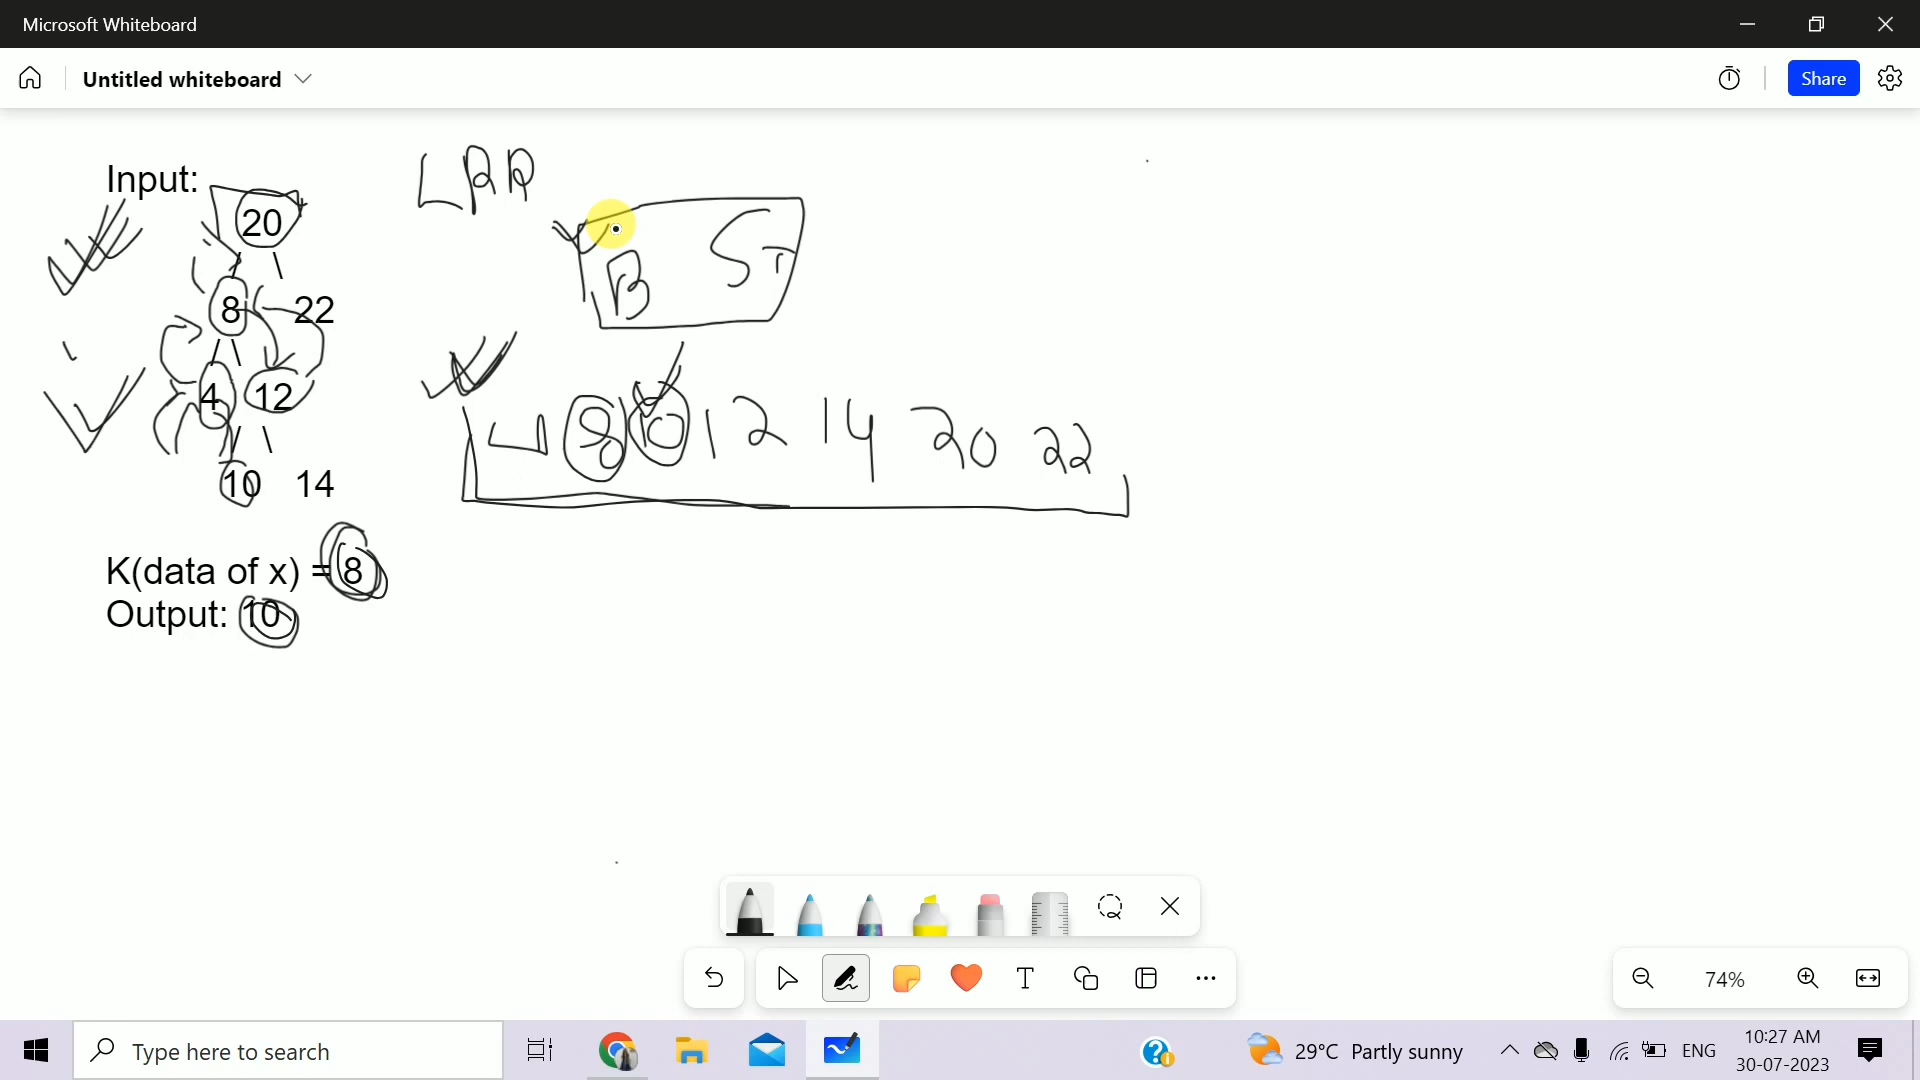 Microsoft Whiteboard
Untitled whiteboard
Share
Input:
20
8 22
4 12
10 14
K(data of x) = 8
Output: 10
LRR
B ST
4 8 10 12 14 20 22
74%
Type here to search
29°C Partly sunny
ENG
10:27 AM
30-07-2023